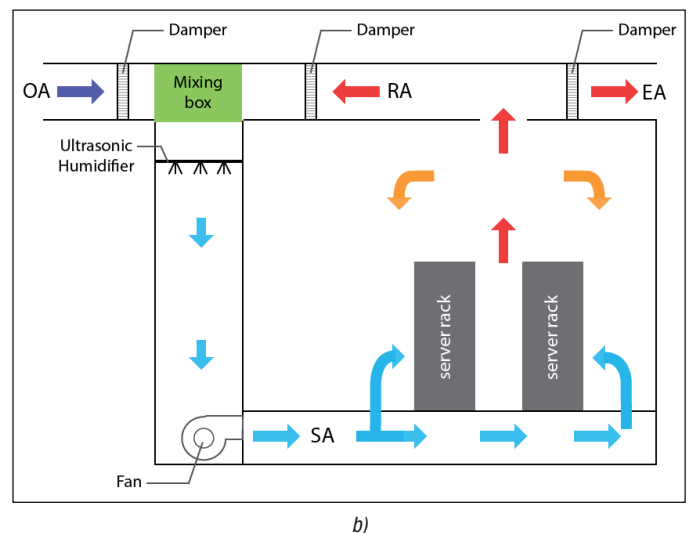 Damper
Damper
Damper
OA
Mixing
box
RA
EA
Ultrasonic
Humidifier
server rack
server rack
SA
Fan
b)